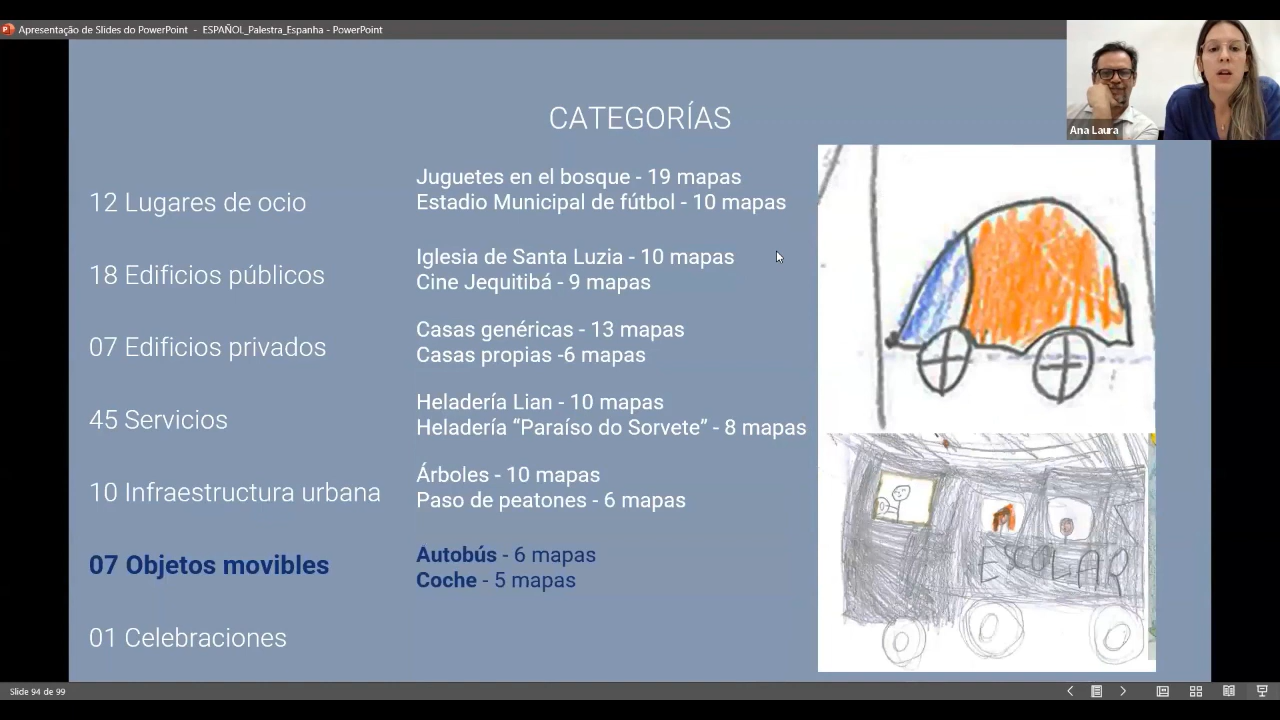 Apresentação de Slides do PowerPoint - ESPAÑOL_Palestra_Espanha - PowerPoint
Ana Laura
CATEGORÍAS
12 Lugares de ocio
Juguetes en el bosque - 19 mapas
Estadio Municipal de fútbol - 10 mapas
18 Edificios públicos
Iglesia de Santa Luzia - 10 mapas
Cine Jequitibá - 9 mapas
07 Edificios privados
Casas genéricas - 13 mapas
Casas propias -6 mapas
45 Servicios
Heladería Lian - 10 mapas
Heladería “Paraíso do Sorvete” - 8 mapas
10 Infraestructura urbana
Árboles - 10 mapas
Paso de peatones - 6 mapas
07 Objetos movibles
Autobús - 6 mapas
Coche - 5 mapas
01 Celebraciones
ESCOLAR
Slide 94 de 99